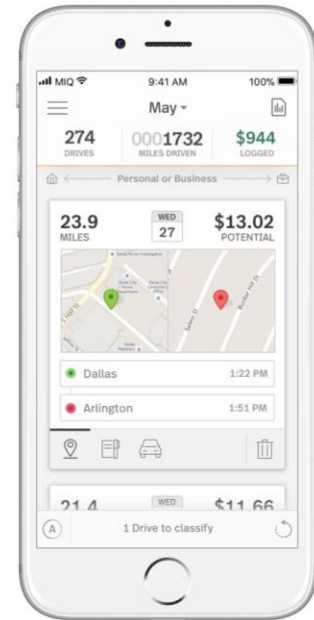 MIQ
9:41 AM
100%
May
274
DRIVES
0001732
MILES DRIVEN
$944
LOGGED
Personal or Business
23.9
MILES
WED
27
$13.02
POTENTIAL
Dallas
1:22 PM
Arlington
1:51 PM
21.4
WED
$11.66
A
1 Drive to classify